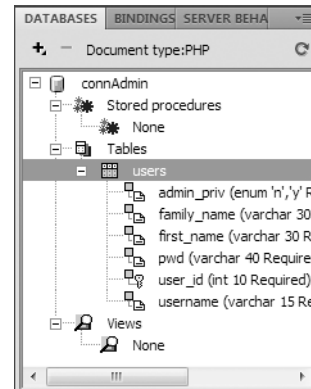 DATABASES BINDINGS SERVER BEHA
Document type:PHP
connAdmin
Stored procedures
None
Tables
users
admin_priv (enum 'n','y' R
family_name (varchar 30
first_name (varchar 30 R
pwd (varchar 40 Require
user_id (int 10 Required)
username (varchar 15 Re
Views
None